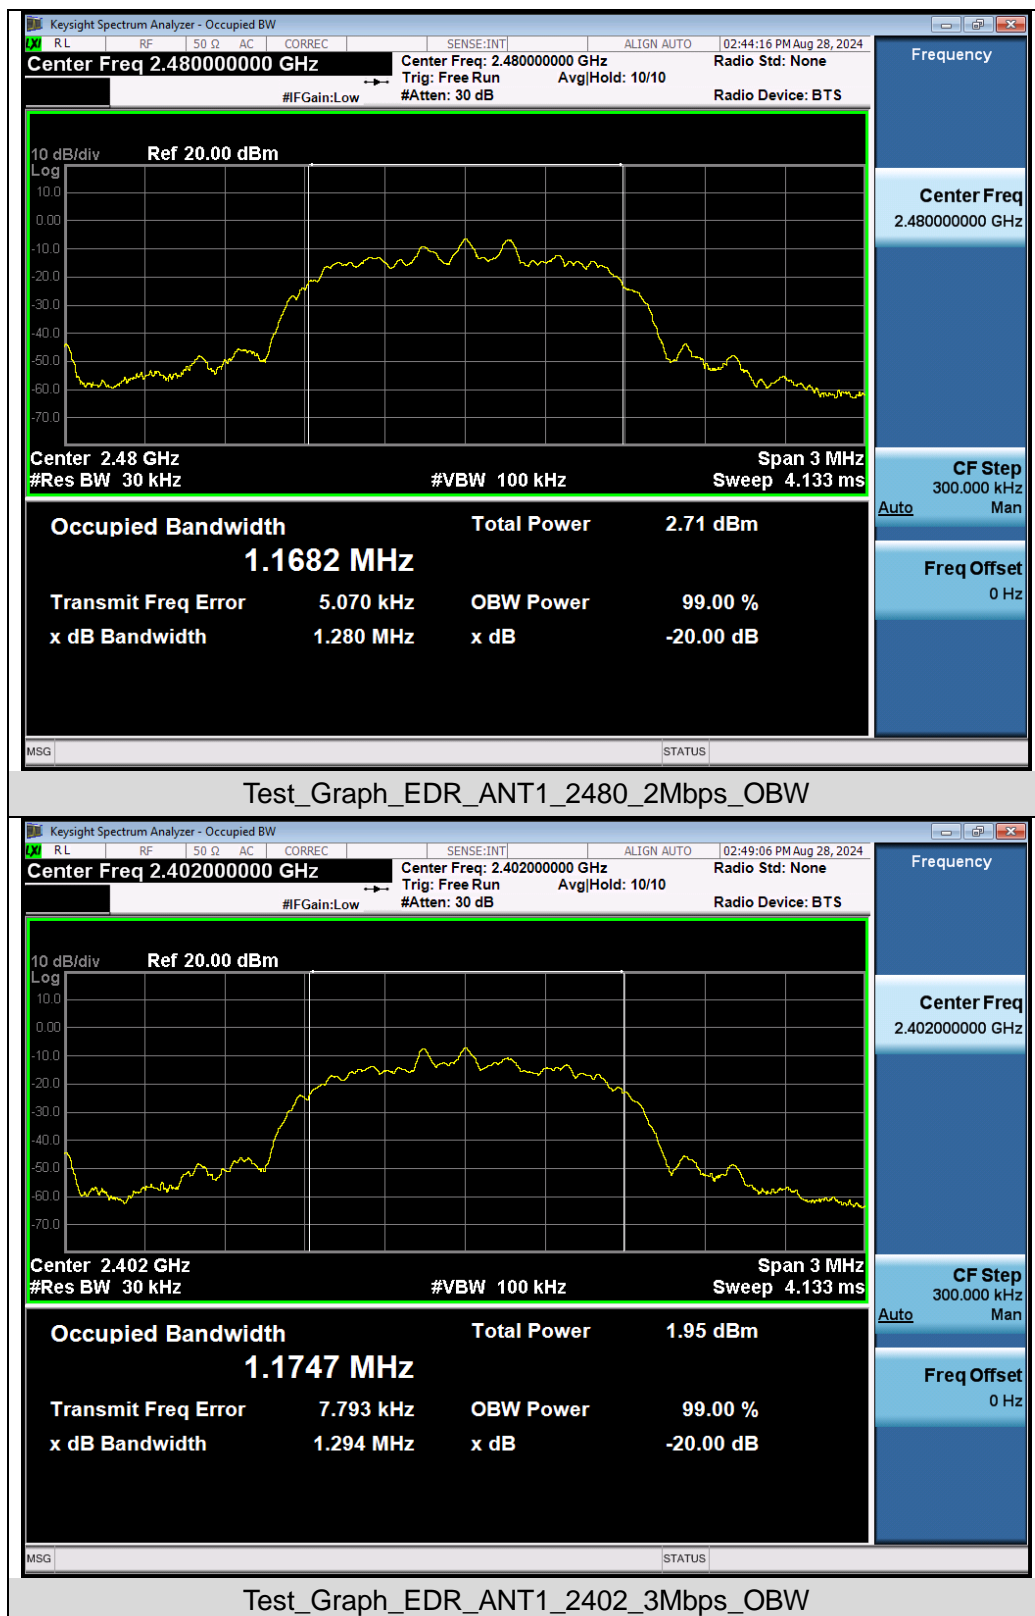 Keysight Spectrum Analyzer - Occupied BW
LXI RL RF 50 Ω AC CORREC SENSE:INT ALIGN AUTO 02:44:16 PM Aug 28, 2024
Center Freq 2.480000000 GHz
Center Freq: 2.480000000 GHz Radio Std: None
Trig: Free Run Avg|Hold: 10/10
#IFGain:Low #Atten: 30 dB Radio Device: BTS
Frequency
10 dB/div Ref 20.00 dBm
Log
10.0
0.00
-10.0
-20.0
-30.0
-40.0
-50.0
-60.0
-70.0
Center 2.48 GHz Span 3 MHz
#Res BW 30 kHz #VBW 100 kHz Sweep 4.133 ms
Center Freq
2.480000000 GHz
CF Step
300.000 kHz
Auto Man
Freq Offset
0 Hz
Occupied Bandwidth Total Power 2.71 dBm
1.1682 MHz
Transmit Freq Error 5.070 kHz OBW Power 99.00 %
x dB Bandwidth 1.280 MHz x dB -20.00 dB
MSG STATUS
Test_Graph_EDR_ANT1_2480_2Mbps_OBW
Keysight Spectrum Analyzer - Occupied BW
LXI RL RF 50 Ω AC CORREC SENSE:INT ALIGN AUTO 02:49:06 PM Aug 28, 2024
Center Freq 2.402000000 GHz
Center Freq: 2.402000000 GHz Radio Std: None
Trig: Free Run Avg|Hold: 10/10
#IFGain:Low #Atten: 30 dB Radio Device: BTS
Frequency
10 dB/div Ref 20.00 dBm
Log
10.0
0.00
-10.0
-20.0
-30.0
-40.0
-50.0
-60.0
-70.0
Center 2.402 GHz Span 3 MHz
#Res BW 30 kHz #VBW 100 kHz Sweep 4.133 ms
Center Freq
2.402000000 GHz
CF Step
300.000 kHz
Auto Man
Freq Offset
0 Hz
Occupied Bandwidth Total Power 1.95 dBm
1.1747 MHz
Transmit Freq Error 7.793 kHz OBW Power 99.00 %
x dB Bandwidth 1.294 MHz x dB -20.00 dB
MSG STATUS
Test_Graph_EDR_ANT1_2402_3Mbps_OBW